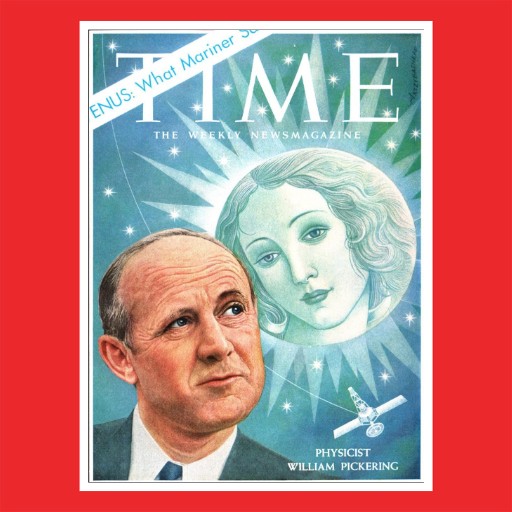 ENUS: What Mariner
TIME
THE WEEKLY NEWSMAGAZINE
PHYSICIST
WILLIAM PICKERING